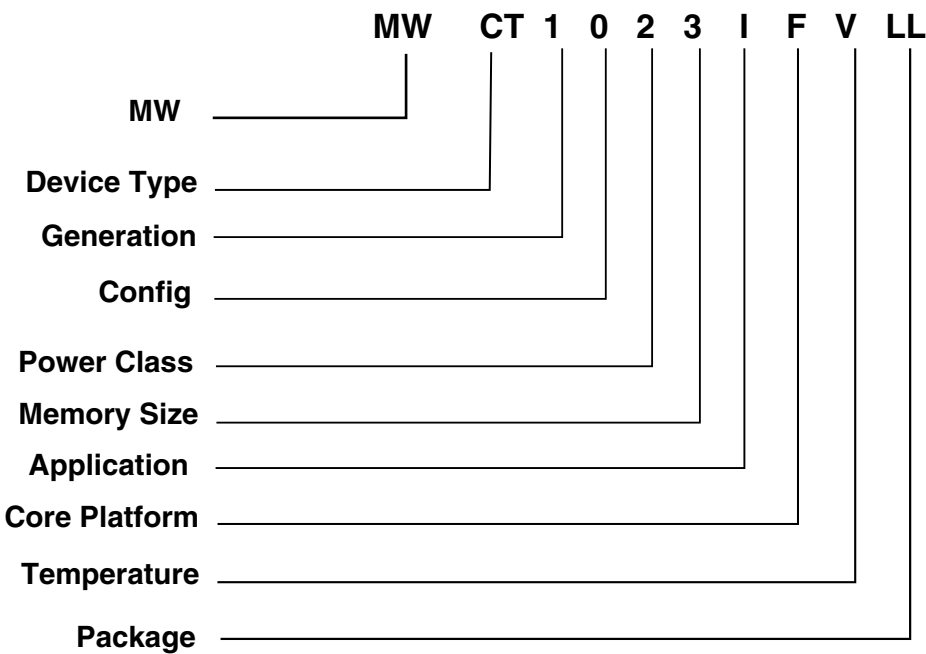 MW CT 1 0 2 3 I F V LL
MW
Device Type
Generation
Config
Power Class
Memory Size
Application
Core Platform
Temperature
Package